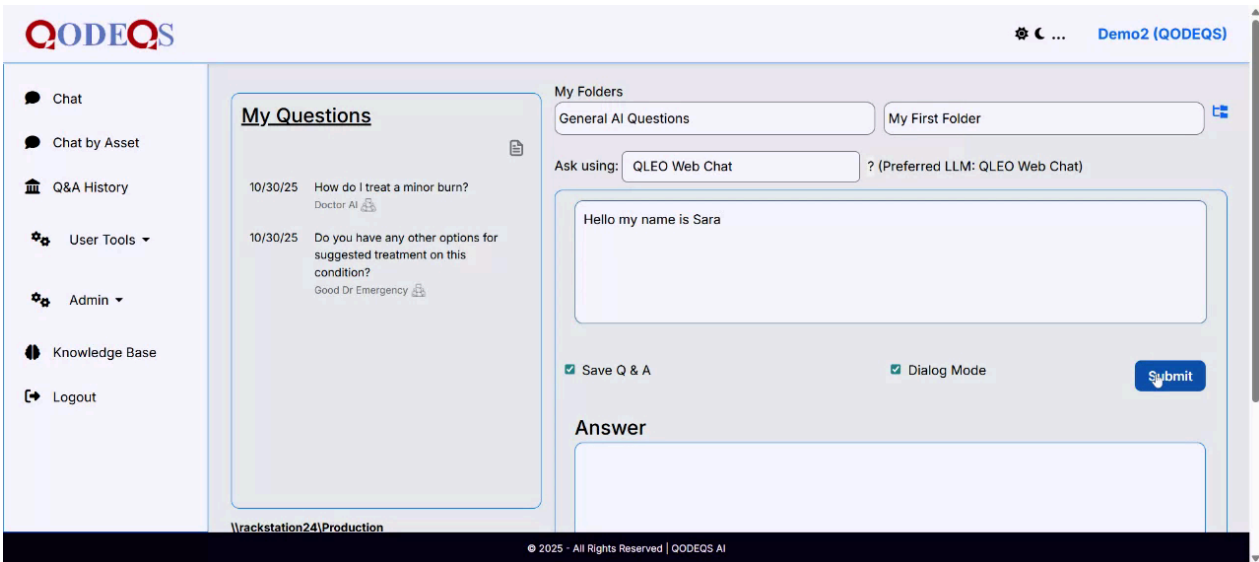 QODEQS
... Demo2 (QODEQS)
Chat
Chat by Asset
Q&A History
User Tools
Admin
Knowledge Base
Logout
My Questions
10/30/25 How do I treat a minor burn?
Doctor AI
10/30/25 Do you have any other options for
suggested treatment on this
condition?
Good Dr Emergency
\\rackstation24\Production
My Folders
General AI Questions
My First Folder
Ask using: QLEO Web Chat ? (Preferred LLM: QLEO Web Chat)
Hello my name is Sara
Save Q & A
Dialog Mode
Submit
Answer
© 2025 - All Rights Reserved | QODEQS AI